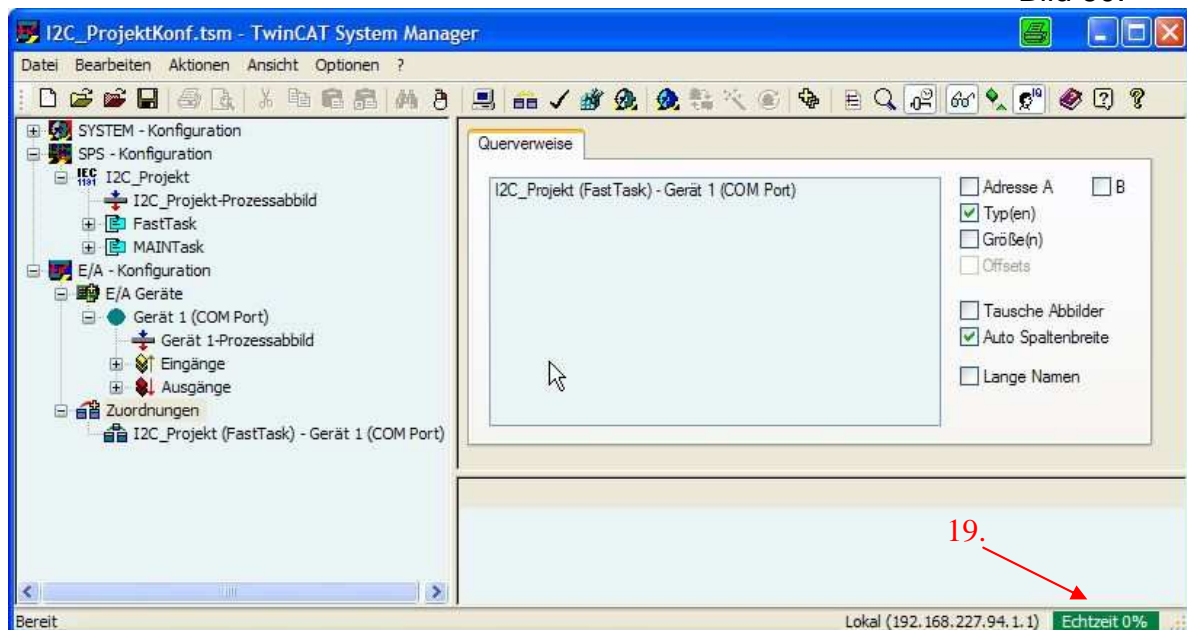 I2C_ProjektKonf.tsm - TwinCAT System Manager
Datei Bearbeiten Aktionen Ansicht Optionen ?
SYSTEM - Konfiguration
SPS - Konfiguration
IEC 1131 I2C_Projekt
I2C_Projekt-Prozessabbild
FastTask
MAINTask
E/A - Konfiguration
E/A Geräte
Gerät 1 (COM Port)
Gerät 1-Prozessabbild
Eingänge
Ausgänge
Zuordnungen
I2C_Projekt (FastTask) - Gerät 1 (COM Port)
Querverweise
I2C_Projekt (FastTask) - Gerät 1 (COM Port)
Adresse A B
Typ(en)
Größe(n)
Offsets
Tausche Abbilder
Auto Spaltenbreite
Lange Namen
19.
Bereit
Lokal (192.168.227.94.1.1) Echtzeit 0%